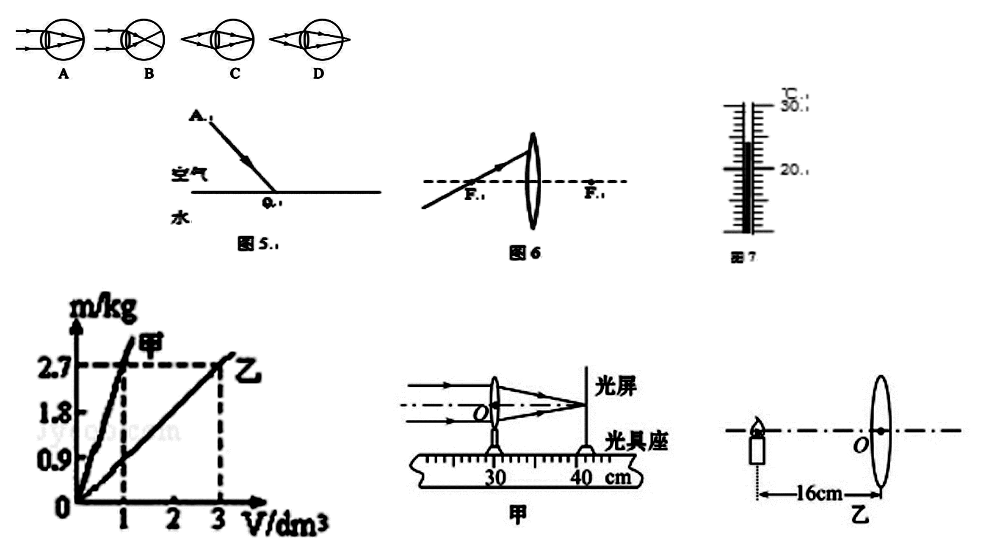 A B C D
℃
30
A
空气
20
F F
O
水
图5
图6
图7
m/kg
甲
2.7
乙
光屏
1.8
O
光具座
O
0.9
30 40 cm
16cm
0
1 2 3 V/dm³
甲
乙